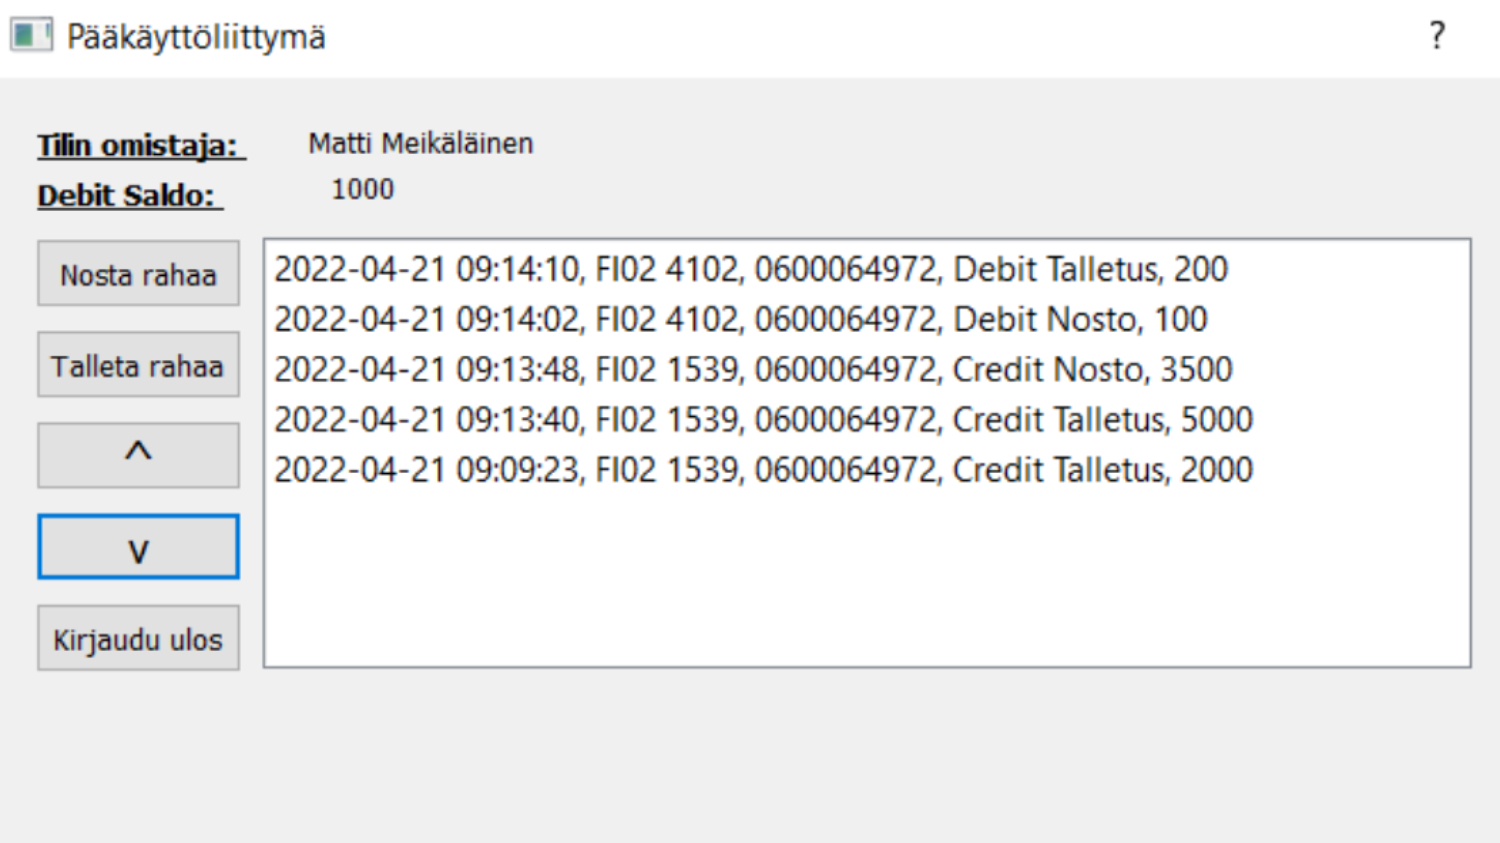 Pääkäyttöliittymä ?
Tilin omistaja: Matti Meikäläinen
Debit Saldo: 1000
Nosta rahaa
Talleta rahaa
^
v
Kirjaudu ulos
2022-04-21 09:14:10, FI02 4102, 0600064972, Debit Talletus, 200
2022-04-21 09:14:02, FI02 4102, 0600064972, Debit Nosto, 100
2022-04-21 09:13:48, FI02 1539, 0600064972, Credit Nosto, 3500
2022-04-21 09:13:40, FI02 1539, 0600064972, Credit Talletus, 5000
2022-04-21 09:09:23, FI02 1539, 0600064972, Credit Talletus, 2000